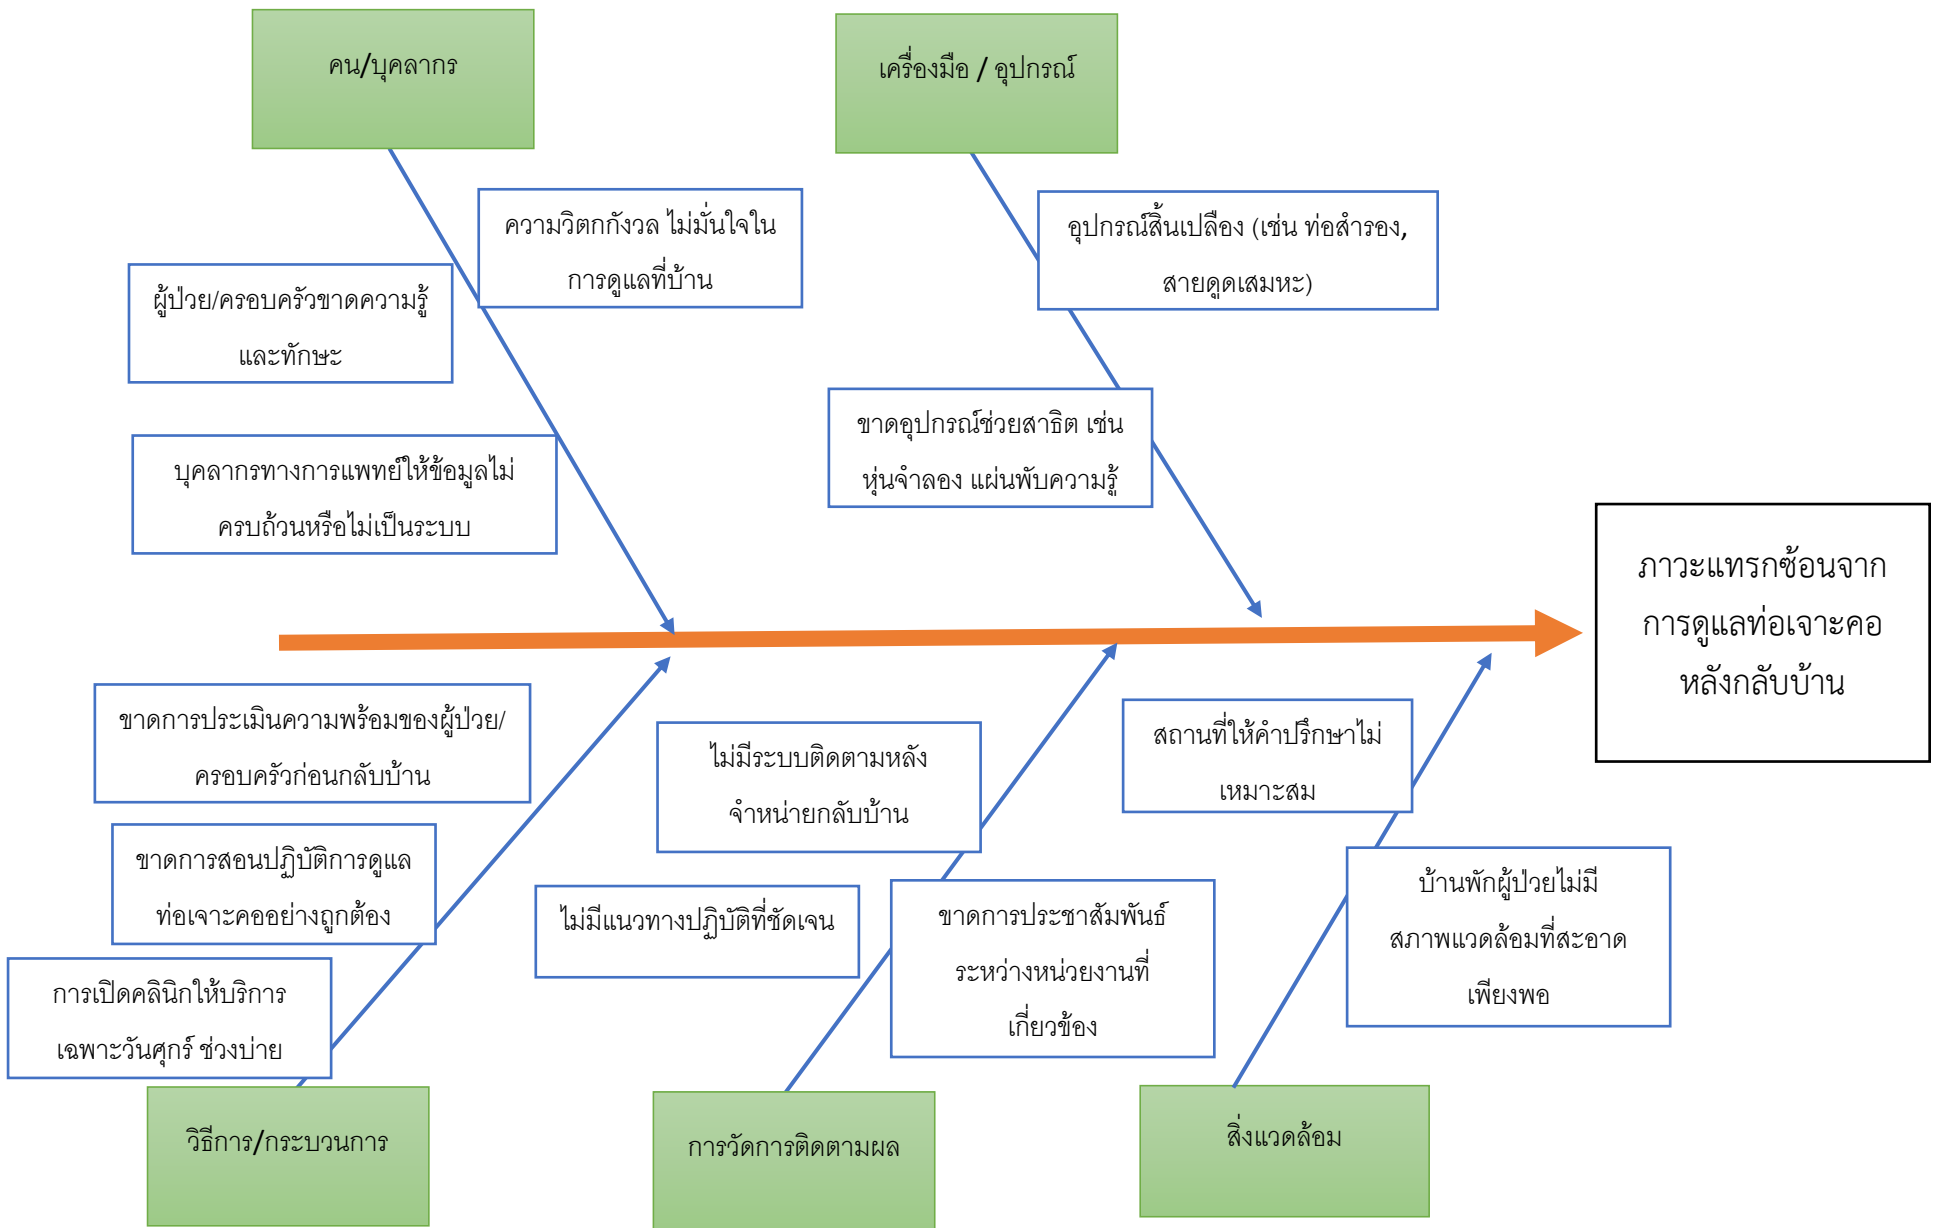 คน/บุคลากร
เครื่องมือ / อุปกรณ์
ความวิตกกังวล ไม่มั่นใจใน
การดูแลที่บ้าน
อุปกรณ์สิ้นเปลือง (เช่น ท่อสำรอง,
สายดูดเสมหะ)
ผู้ป่วย/ครอบครัวขาดความรู้
และทักษะ
ขาดอุปกรณ์ช่วยสาธิต เช่น
หุ่นจำลอง แผ่นพับความรู้
บุคลากรทางการแพทย์ให้ข้อมูลไม่
ครบถ้วนหรือไม่เป็นระบบ
ภาวะแทรกซ้อนจาก
การดูแลท่อเจาะคอ
หลังกลับบ้าน
ขาดการประเมินความพร้อมของผู้ป่วย/
ครอบครัวก่อนกลับบ้าน
ไม่มีระบบติดตามหลัง
จำหน่ายกลับบ้าน
สถานที่ให้คำปรึกษาไม่
เหมาะสม
ขาดการสอนปฏิบัติการดูแล
ท่อเจาะคออย่างถูกต้อง
ไม่มีแนวทางปฏิบัติที่ชัดเจน
ขาดการประชาสัมพันธ์
ระหว่างหน่วยงานที่
เกี่ยวข้อง
บ้านพักผู้ป่วยไม่มี
สภาพแวดล้อมที่สะอาด
เพียงพอ
การเปิดคลินิกให้บริการ
เฉพาะวันศุกร์ ช่วงบ่าย
วิธีการ/กระบวนการ
การวัดการติดตามผล
สิ่งแวดล้อม